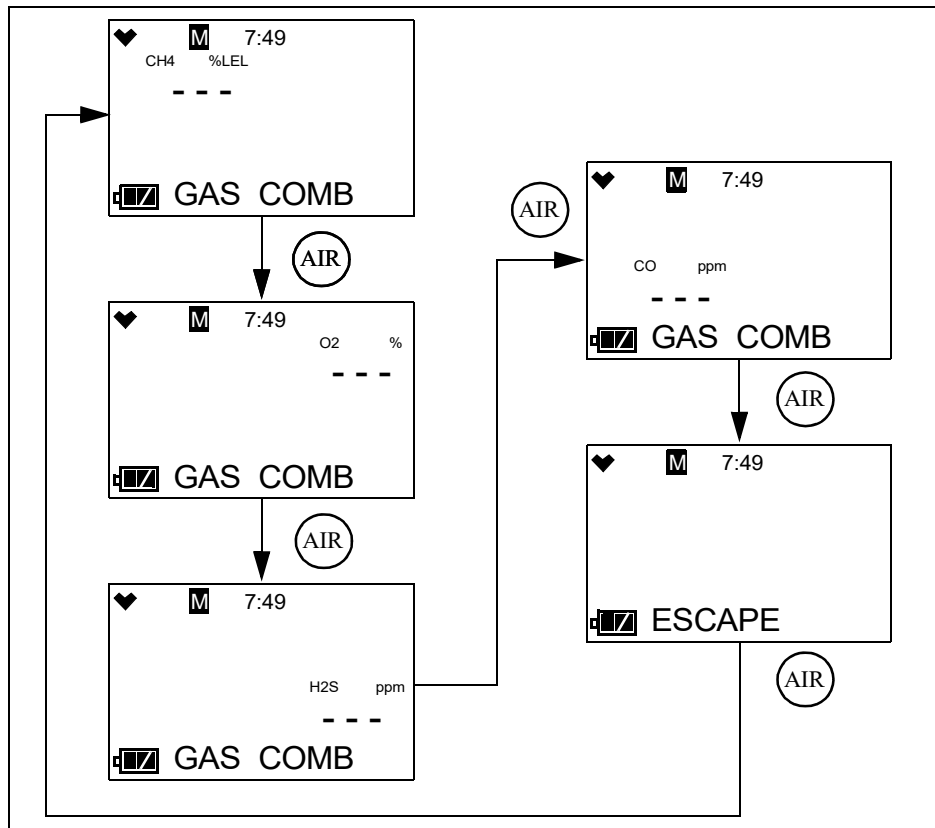 M 7:49
CH4 %LEL
- - -
GAS COMB
AIR
M 7:49
O2 %
- - -
GAS COMB
AIR
M 7:49
H2S ppm
- - -
GAS COMB
AIR
M 7:49
CO ppm
- - -
GAS COMB
AIR
M 7:49
ESCAPE
AIR